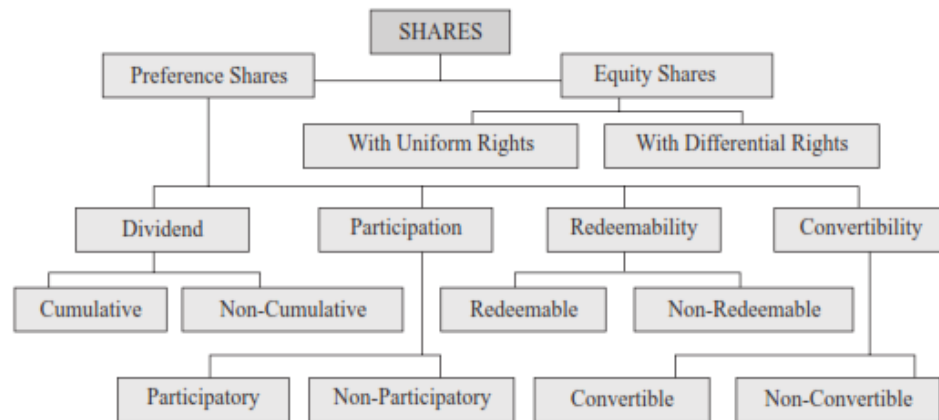 SHARES
Preference Shares
Equity Shares
With Uniform Rights
With Differential Rights
Dividend
Participation
Redeemability
Convertibility
Cumulative
Non-Cumulative
Redeemable
Non-Redeemable
Participatory
Non-Participatory
Convertible
Non-Convertible